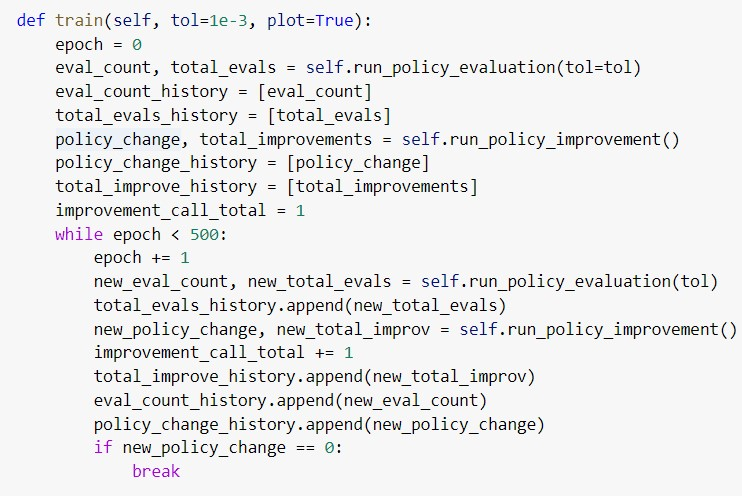 def train(self, tol=1e-3, plot=True):
    epoch = 0
    eval_count, total_evals = self.run_policy_evaluation(tol=tol)
    eval_count_history = [eval_count]
    total_evals_history = [total_evals]
    policy_change, total_improvements = self.run_policy_improvement()
    policy_change_history = [policy_change]
    total_improve_history = [total_improvements]
    improvement_call_total = 1
    while epoch < 500:
        epoch += 1
        new_eval_count, new_total_evals = self.run_policy_evaluation(tol)
        total_evals_history.append(new_total_evals)
        new_policy_change, new_total_improv = self.run_policy_improvement()
        improvement_call_total += 1
        total_improve_history.append(new_total_improv)
        eval_count_history.append(new_eval_count)
        policy_change_history.append(new_policy_change)
        if new_policy_change == 0:
            break